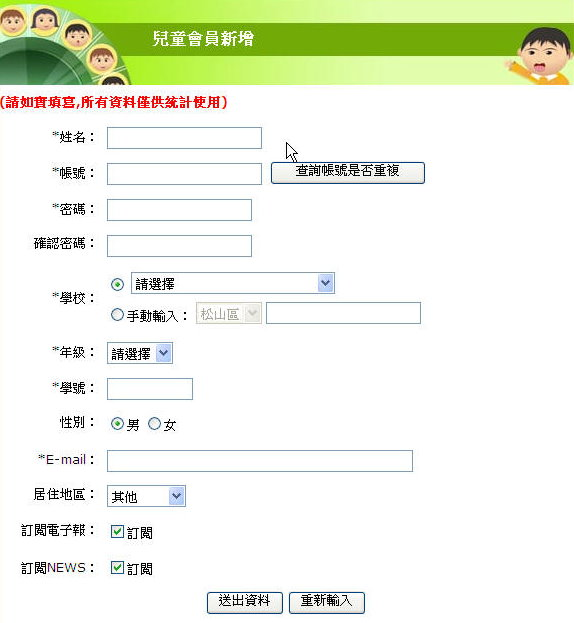 兒童會員新增
(請如實填寫,所有資料僅供統計使用)
*姓名：
*帳號： 查詢帳號是否重複
*密碼：
確認密碼：
*學校： 請選擇
手動輸入： 松山區
*年級： 請選擇
*學號：
性別： 男 女
*E-mail：
居住地區： 其他
訂閱電子報： 訂閱
訂閱NEWS： 訂閱
送出資料 重新輸入